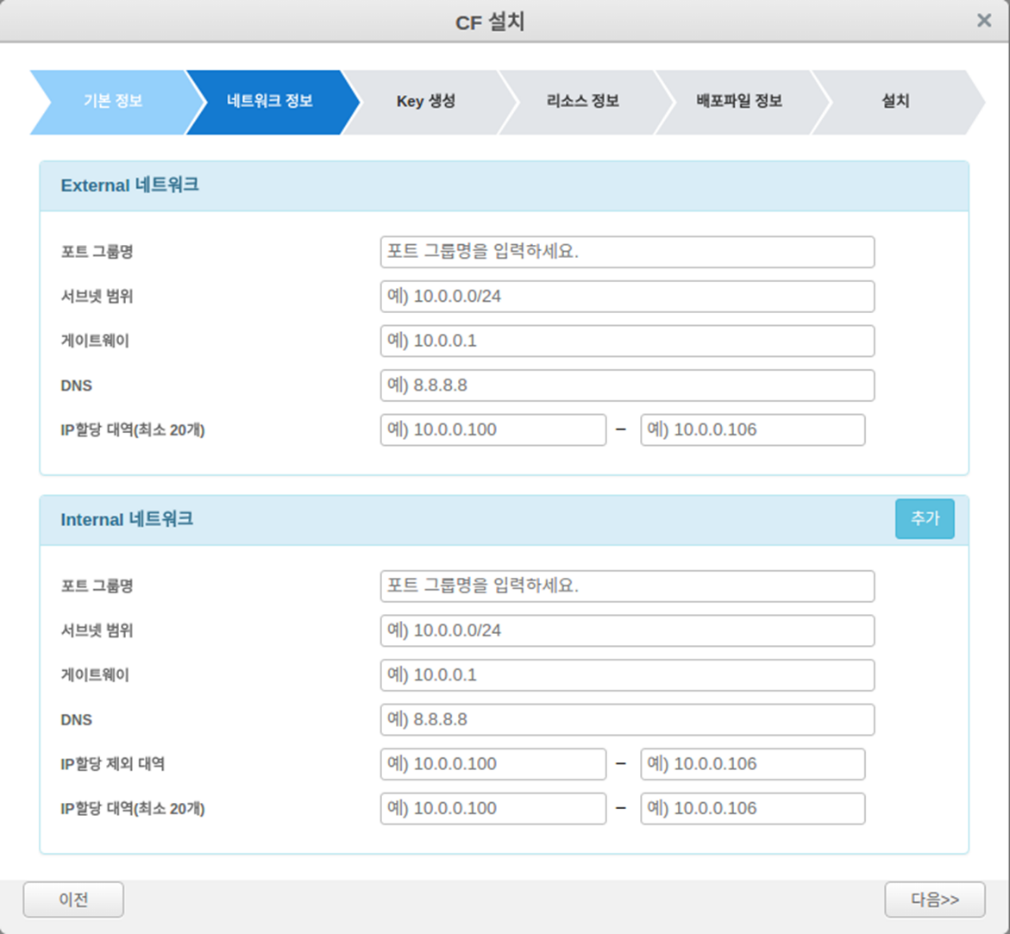 CF 설치
×
기본 정보 네트워크 정보 Key 생성 리소스 정보 배포파일 정보 설치
External 네트워크
포트 그룹명 포트 그룹명을 입력하세요.
서브넷 범위 예) 10.0.0.0/24
게이트웨이 예) 10.0.0.1
DNS 예) 8.8.8.8
IP할당 대역(최소 20개) 예) 10.0.0.100 – 예) 10.0.0.106
Internal 네트워크 추가
포트 그룹명 포트 그룹명을 입력하세요.
서브넷 범위 예) 10.0.0.0/24
게이트웨이 예) 10.0.0.1
DNS 예) 8.8.8.8
IP할당 제외 대역 예) 10.0.0.100 – 예) 10.0.0.106
IP할당 대역(최소 20개) 예) 10.0.0.100 – 예) 10.0.0.106
이전 다음>>